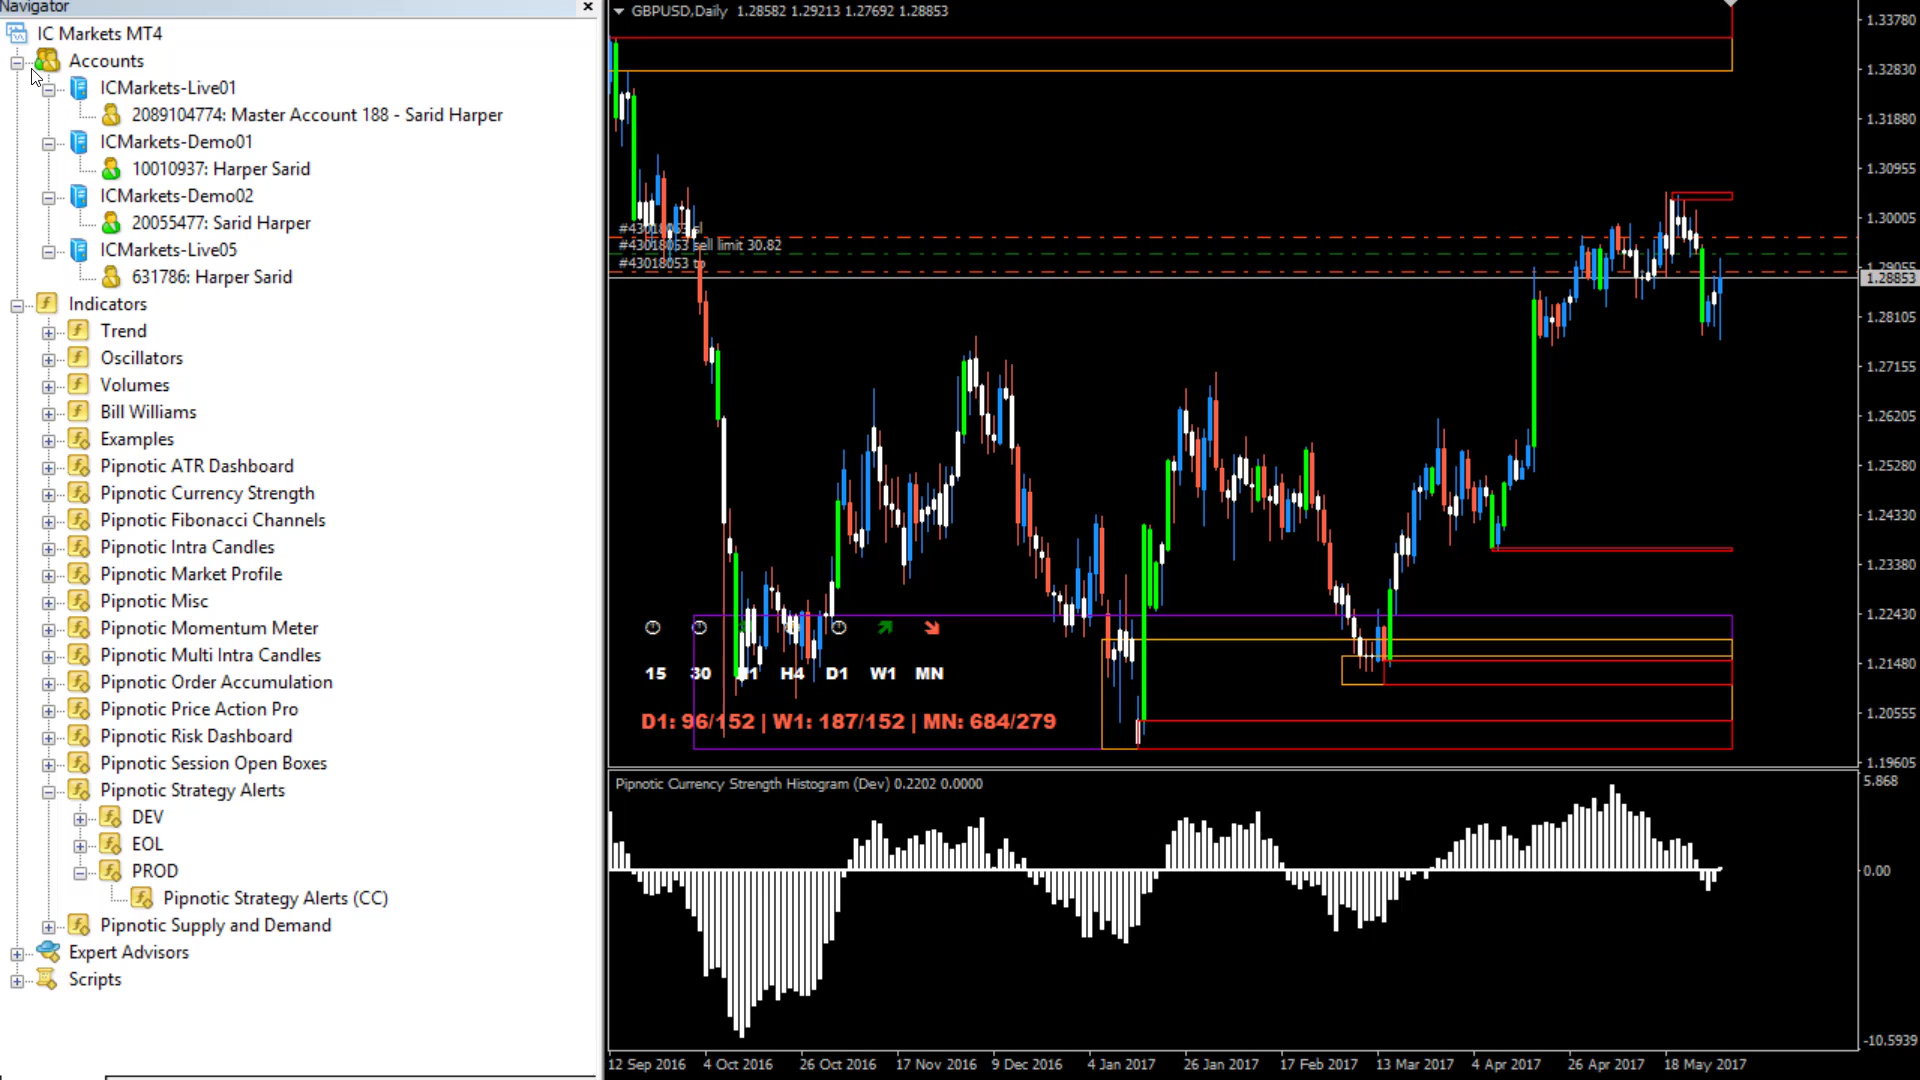 Navigator
IC Markets MT4
Accounts
ICMarkets-Live01
2089104774: Master Account 188 - Sarid Harper
ICMarkets-Demo01
10010937: Harper Sarid
ICMarkets-Demo02
20055477: Sarid Harper
ICMarkets-Live05
631786: Harper Sarid
Indicators
Trend
Oscillators
Volumes
Bill Williams
Examples
Pipnotic ATR Dashboard
Pipnotic Currency Strength
Pipnotic Fibonacci Channels
Pipnotic Intra Candles
Pipnotic Market Profile
Pipnotic Misc
Pipnotic Momentum Meter
Pipnotic Multi Intra Candles
Pipnotic Order Accumulation
Pipnotic Price Action Pro
Pipnotic Risk Dashboard
Pipnotic Session Open Boxes
Pipnotic Strategy Alerts
DEV
EOL
PROD
Pipnotic Strategy Alerts (CC)
Pipnotic Supply and Demand
Expert Advisors
Scripts
GBPUSD,Daily 1.28582 1.29213 1.27692 1.28853
#43018053 sl
#43018053 sell limit 30.82
#43018053 tp
15 30 H1 H4 D1 W1 MN
D1: 96/152 | W1: 187/152 | MN: 684/279
1.33780
1.32830
1.31880
1.30955
1.30005
1.29055
1.28853
1.28105
1.27155
1.26205
1.25280
1.24330
1.23380
1.22430
1.21480
1.20555
1.19605
Pipnotic Currency Strength Histogram (Dev) 0.2202 0.0000
5.868
0.00
-10.5939
12 Sep 2016 4 Oct 2016 26 Oct 2016 17 Nov 2016 9 Dec 2016 4 Jan 2017 26 Jan 2017 17 Feb 2017 13 Mar 2017 4 Apr 2017 26 Apr 2017 18 May 2017